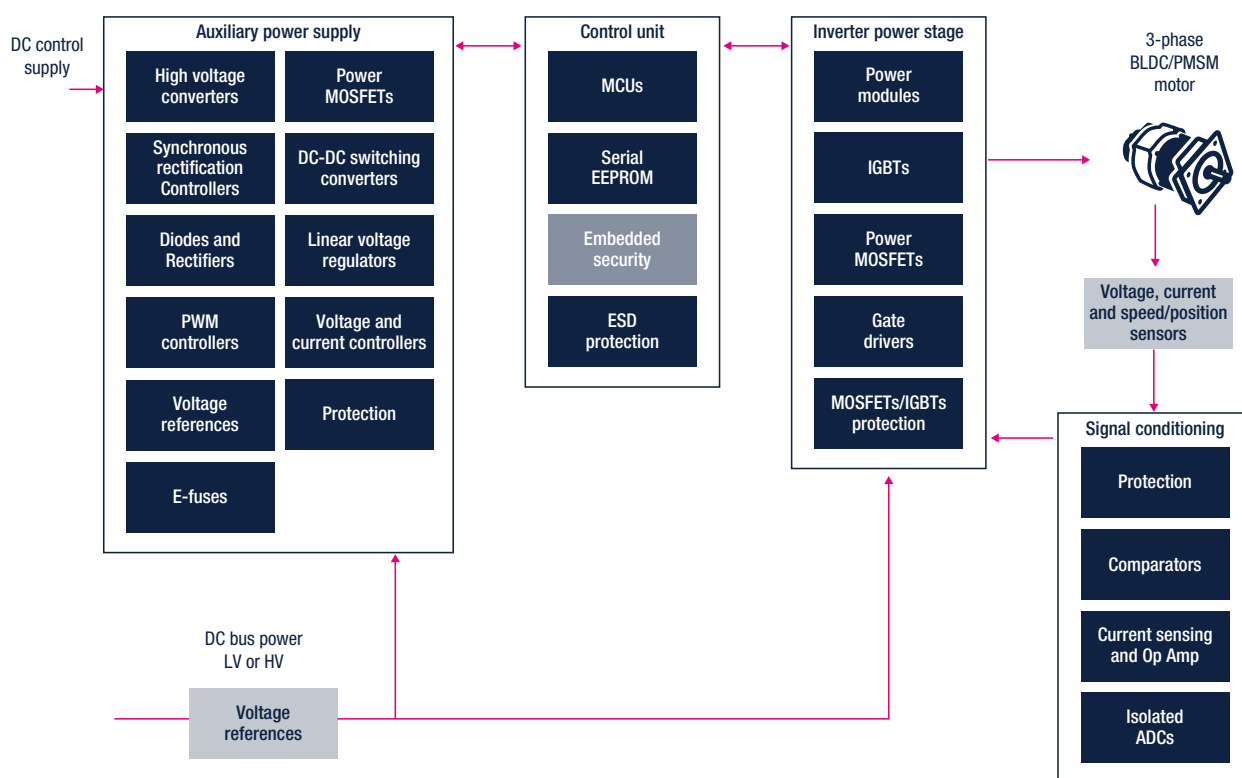 DC control
supply
Auxiliary power supply
High voltage
converters
Power
MOSFETs
Synchronous
rectification
Controllers
DC-DC switching
converters
Diodes and
Rectifiers
Linear voltage
regulators
PWM
controllers
Voltage and
current controllers
Voltage
references
Protection
E-fuses
Control unit
MCUs
Serial
EEPROM
Embedded
security
ESD
protection
Inverter power stage
Power
modules
IGBTs
Power
MOSFETs
Gate
drivers
MOSFETs/IGBTs
protection
3-phase
BLDC/PMSM
motor
Voltage, current
and speed/position
sensors
Signal conditioning
Protection
Comparators
Current sensing
and Op Amp
Isolated
ADCs
DC bus power
LV or HV
Voltage
references